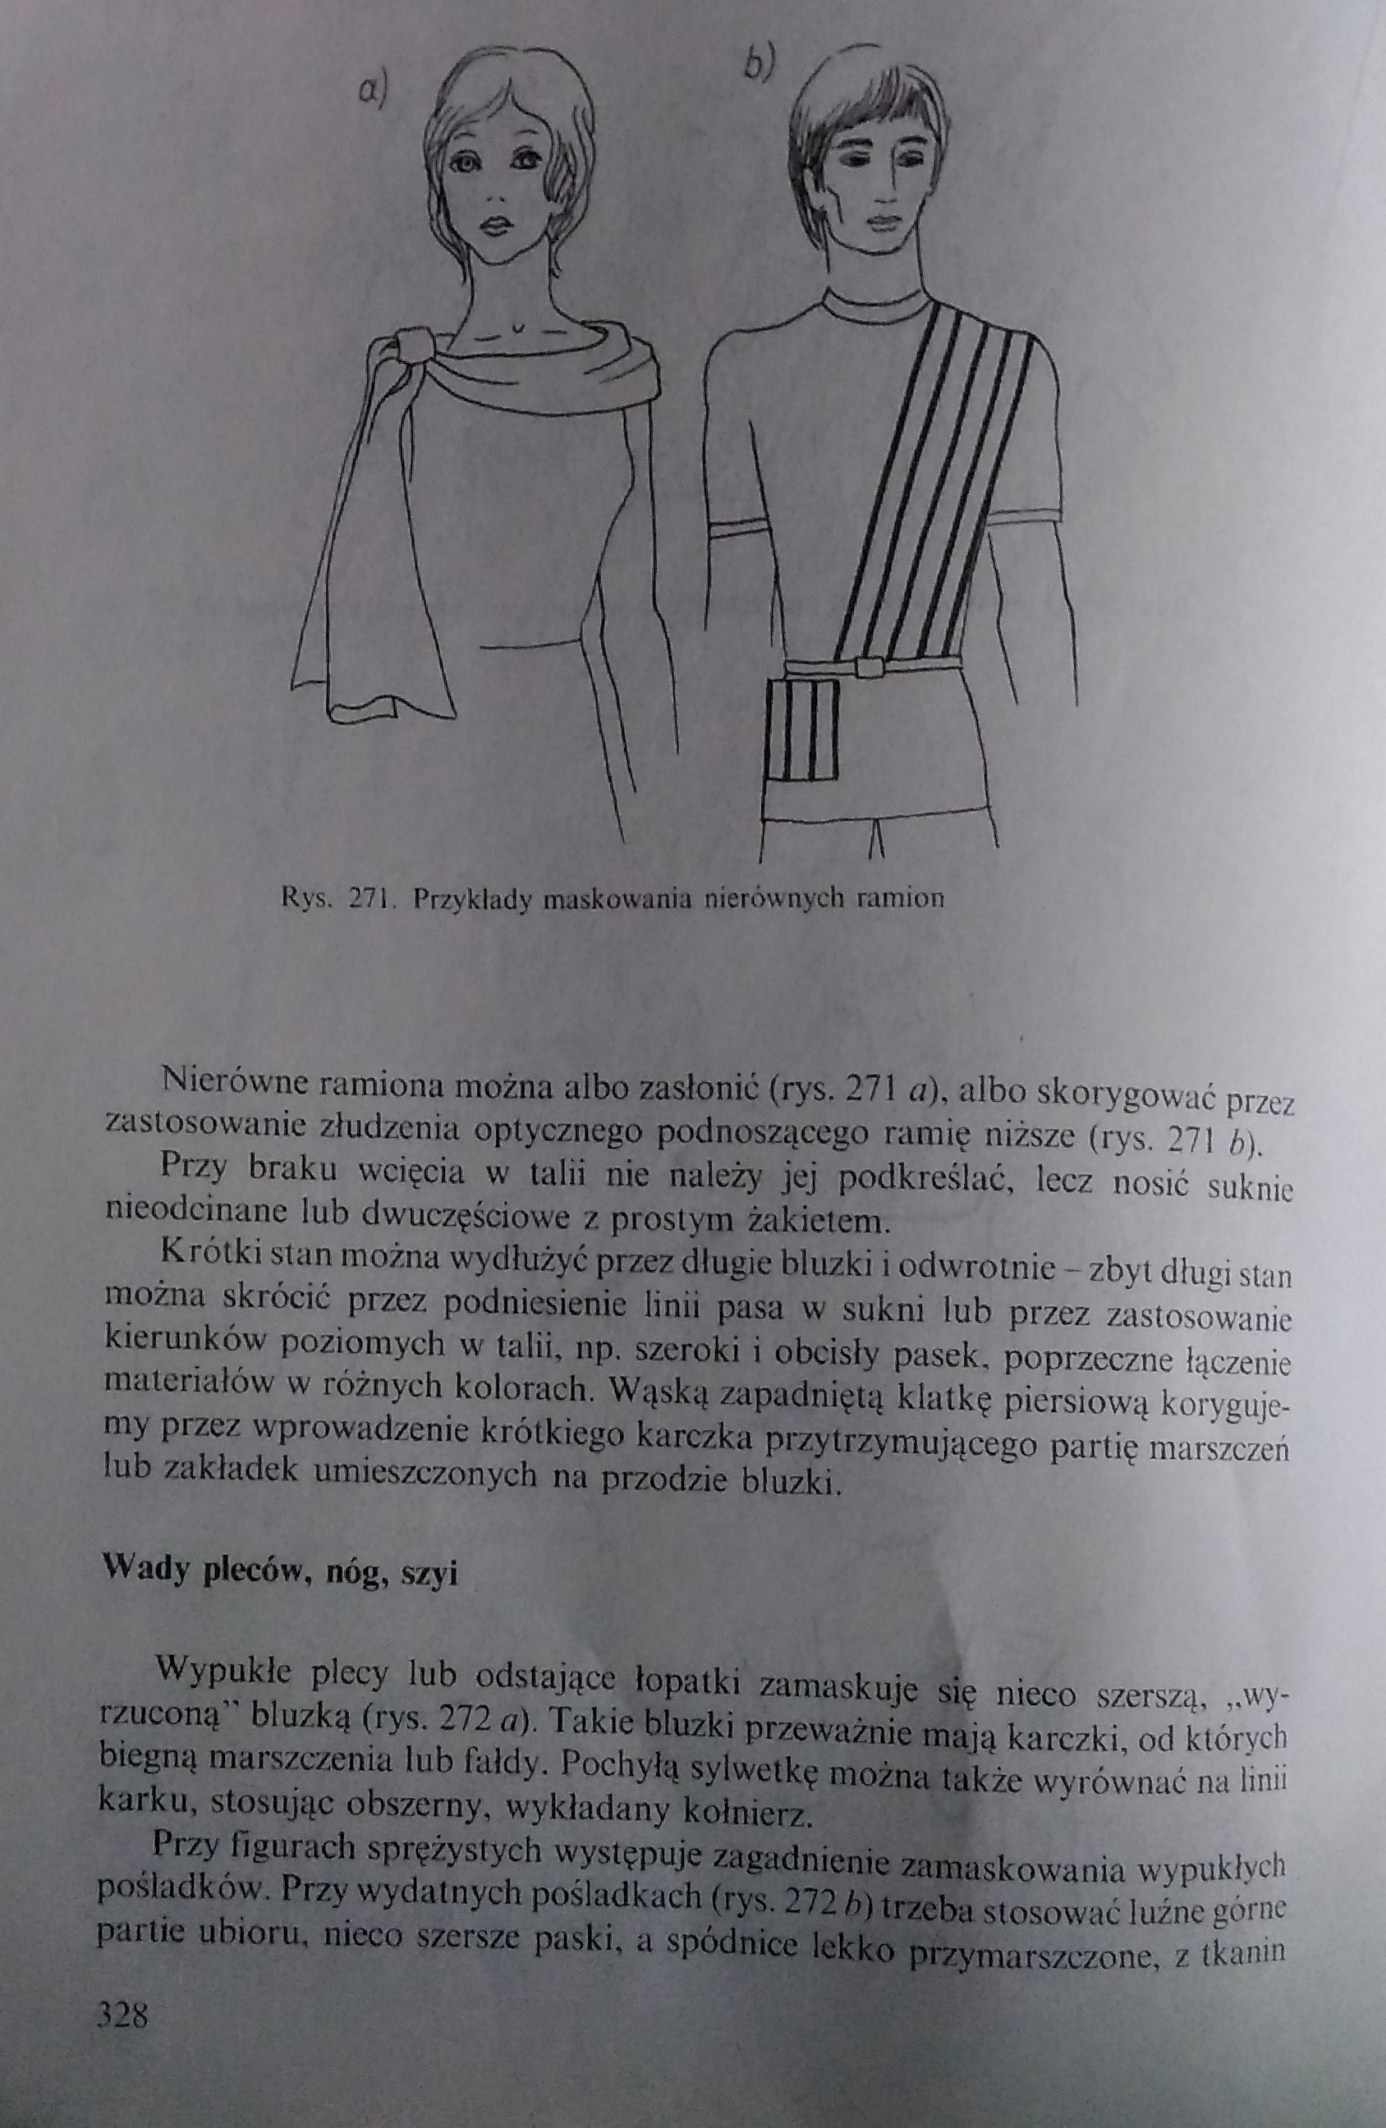 a)
b)
Rys. 271. Przykłady maskowania nierównych ramion
Nierówne ramiona można albo zasłonić (rys. 271 a), albo skorygować przez
zastosowanie złudzenia optycznego podnoszącego ramię niższe (rys. 271 b).
Przy braku wcięcia w talii nie należy jej podkreślać, lecz nosić suknie
nieodcinane lub dwuczęściowe z prostym żakietem.
Krótki stan można wydłużyć przez długie bluzki i odwrotnie – zbyt długi stan
można skrócić przez podniesienie linii pasa w sukni lub przez zastosowanie
kierunków poziomych w talii, np. szeroki i obcisły pasek, poprzeczne łączenie
materiałów w różnych kolorach. Wąską zapadniętą klatkę piersiową koryguje-
my przez wprowadzenie krótkiego karczka przytrzymującego partię marszczeń
lub zakładek umieszczonych na przodzie bluzki.
Wady pleców, nóg, szyi
Wypukłe plecy lub odstające łopatki zamaskuje się nieco szerszą, „wy-
rzuconą” bluzką (rys. 272 a). Takie bluzki przeważnie mają karczki, od których
biegną marszczenia lub fałdy. Pochyłą sylwetkę można także wyrównać na linii
karku, stosując obszerny, wykładany kołnierz.
Przy figurach sprężystych występuje zagadnienie zamaskowania wypukłych
pośladków. Przy wydatnych pośladkach (rys. 272 b) trzeba stosować luźne górne
partie ubioru, nieco szersze paski, a spódnice lekko przymarszczone, z tkanin
328